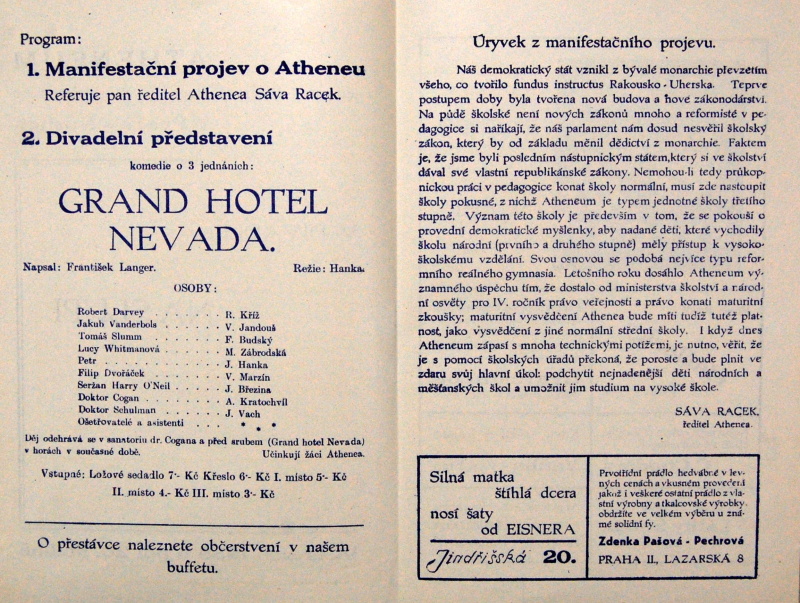 Program:
1. Manifestační projev o Atheneu
Referuje pan ředitel Athenea Sáva Racek.
2. Divadelní představení
komedie o 3 jednáních:
GRAND HOTEL
NEVADA.
Napsal: František Langer. Režie: Hanka.
OSOBY:
Robert Darvey . . . . . . . R. Kříž
Jakub Vanderbols . . . . . . V. Jandouš
Tomáš Slumm . . . . . . . F. Budský
Lucy Whitmanová . . . . . . M. Zábrodská
Petr . . . . . . . . . J. Hanka
Filip Dvořáček . . . . . . . V. Marzín
Seržan Harry O'Neil . . . . . J. Březina
Doktor Cogan . . . . . . . A. Kratochvíl
Doktor Schulman . . . . . . J. Vach
Ošetřovatelé a asistenti . . . . * * *
Děj odehrává se v sanatoriu dr. Cogana a před srubem (Grand hotel Nevada)
v horách v současné době. Učinkují žáci Athenea.
Vstupné: Ložové sedadlo 7·- Kč Křeslo 6·- Kč I. místo 5·- Kč
II. místo 4.- Kč III. místo 3·- Kč
O přestávce naleznete občerstvení v našem
buffetu.
Úryvek z manifestačního projevu.
Náš demokratický stát vznikl z bývalé monarchie převzetím
všeho, co tvořilo fundus instructus Rakousko-Uherska. Teprve
postupem doby byla tvořena nová budova a nové zákonodárství.
Na půdě školské není nových zákonů mnoho a reformisté v pe-
dagogice si naříkají, že náš parlament nám dosud nesvěřil školský
zákon, který by od základu měnil dědictví z monarchie. Faktem
je, že jsme byli posledním nástupnickým státem, který si ve školství
dával své vlastní republikánské zákony. Nemohou-li tedy průkop-
nickou práci v pedagogice konat školy normální, musí zde nastoupit
školy pokusné, z nichž Atheneum je typem jednotné školy třetího
stupně. Význam této školy je především v tom, že se pokouší o
provední demokratické myšlenky, aby nadané děti, které vychodily
školu národní (prvního a druhého stupně) měly přístup k vysoko-
školskému vzdělání. Svou osnovou se podobá nejvíce typu refor-
mního reálného gymnasia. Letošního roku dosáhlo Atheneum vý-
znamného úspěchu tím, že dostalo od ministerstva školství a národ-
ní osvěty pro IV. ročník právo veřejnosti a právo konati maturitní
zkoušky; maturitní vysvědčení Athenea bude míti tudíž tutéž plat-
nost, jako vysvědčení z jiné normální střední školy. I když dnes
Atheneum zápasí s mnoha technickými potížemi, je nutno, věřit, že
je s pomocí školských úřadů překoná, že poroste a bude plnit ve
zdaru svůj hlavní úkol: podchytit nejnadenější děti národních a
měšťanských škol a umožnit jim studium na vysoké škole.
SÁVA RACEK,
ředitel Athenea.
Silná matka
štíhlá dcera
nosí šaty
od EISNERA
Jindřišská 20.
Prvotřídní prádlo hedvábné v lev-
ných cenách a vkusném provedení
jakož i veškeré ostatní prádlo z vla-
stní výrobny a tkalcovské výrobky
obdržíte ve velkém výběru u zná-
mé solidní fy.
Zdenka Pašová - Pechrová
PRAHA II., LAZARSKÁ 8